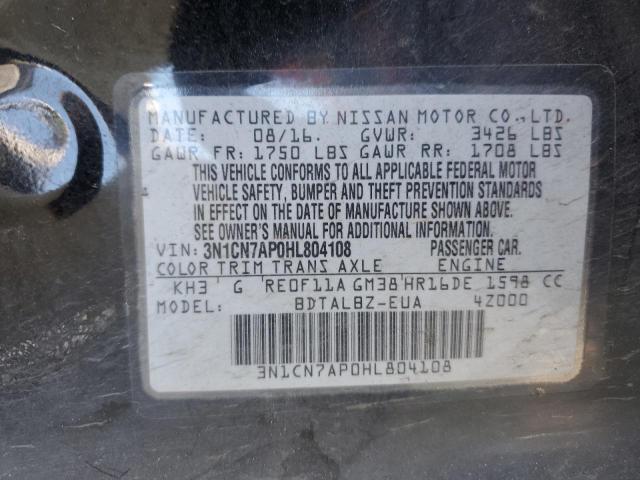 MANUFACTURED BY NISSAN MOTOR CO.,LTD.
DATE: 08/16. GVWR: 3426 LBS
GAWR FR: 1750 LBS GAWR RR: 1708 LBS
THIS VEHICLE CONFORMS TO ALL APPLICABLE FEDERAL MOTOR
VEHICLE SAFETY, BUMPER AND THEFT PREVENTION STANDARDS
IN EFFECT ON THE DATE OF MANUFACTURE SHOWN ABOVE.
SEE OWNER'S MANUAL FOR ADDITIONAL INFORMATION.
VIN: 3N1CN7AP0HL804108 PASSENGER CAR.
COLOR TRIM TRANS AXLE ENGINE
KH3 G RE0F11A GM38 HR16DE 1598 CC
MODEL: BDTALBZ-EUA 4Z000
3N1CN7AP0HL804108